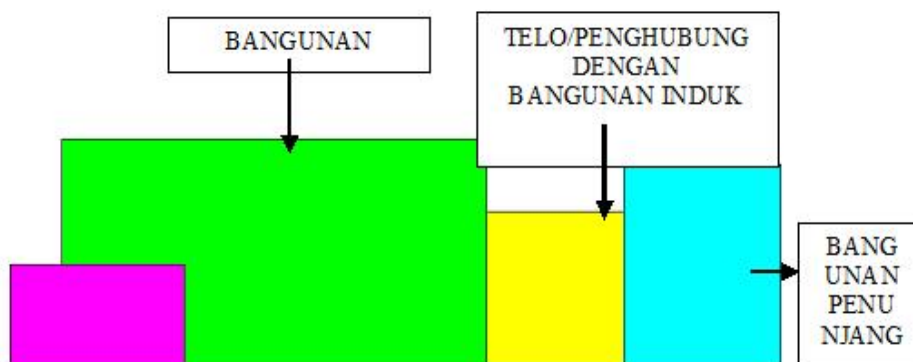 BANGUNAN
TELO/PENGHUBUNG
DENGAN
BANGUNAN INDUK
BANG
UNAN
PENU
NJANG